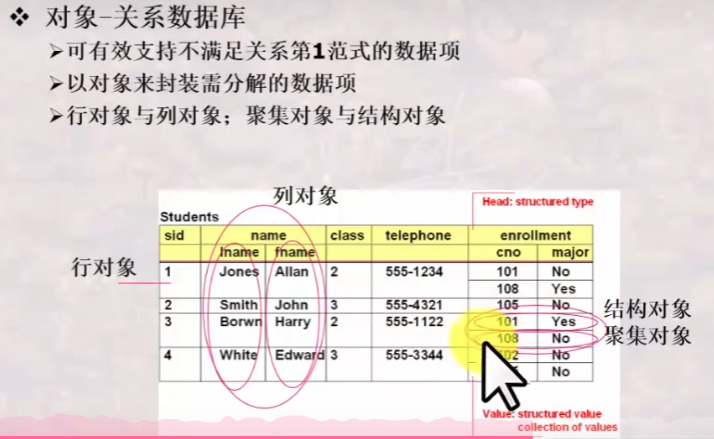 ❖ 对象-关系数据库
➢可有效支持不满足关系第1范式的数据项
➢以对象来封装需分解的数据项
➢行对象与列对象；聚集对象与结构对象
列对象
Head: structured type
Students
sid name class telephone enrollment
lname fname cno major
行对象
1 Jones Allan 2 555-1234 101 No
108 Yes
2 Smith John 3 555-4321 105 No
结构对象
3 Borwn Harry 2 555-1122 101 Yes
聚集对象
108 No
4 White Edward 3 555-3344 No
No
Value: structured value
collection of values